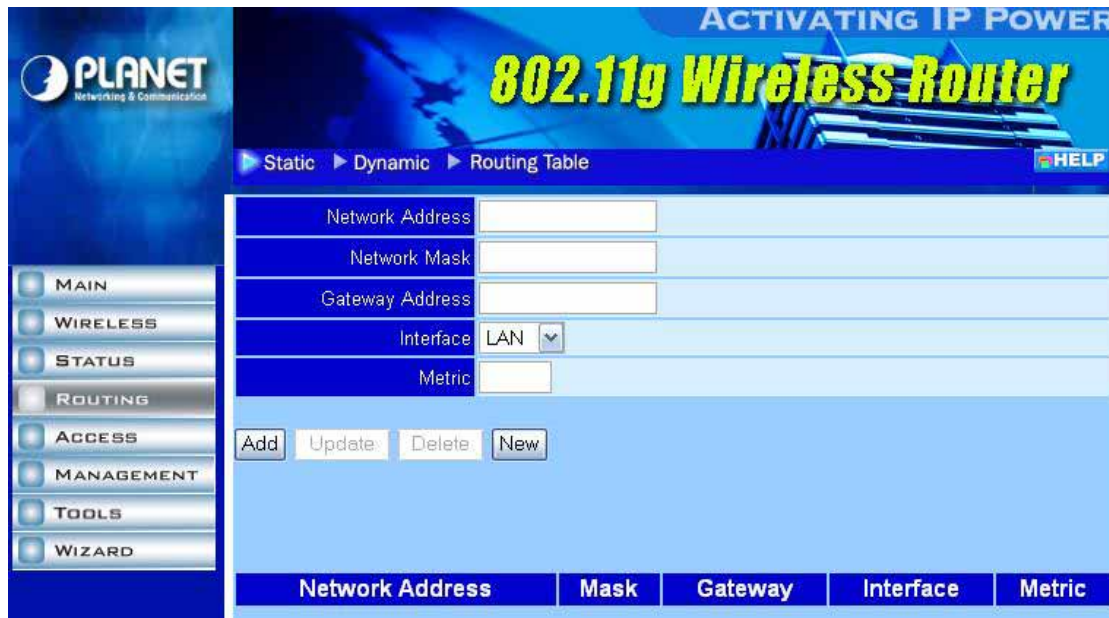 ACTIVATING IP POWER
PLANET
Networking & Communication
802.11g Wireless Router
Static Dynamic Routing Table
HELP
Network Address
Network Mask
Gateway Address
Interface LAN
Metric
MAIN
WIRELESS
STATUS
ROUTING
ACCESS
MANAGEMENT
TOOLS
WIZARD
Add Update Delete New
Network Address Mask Gateway Interface Metric